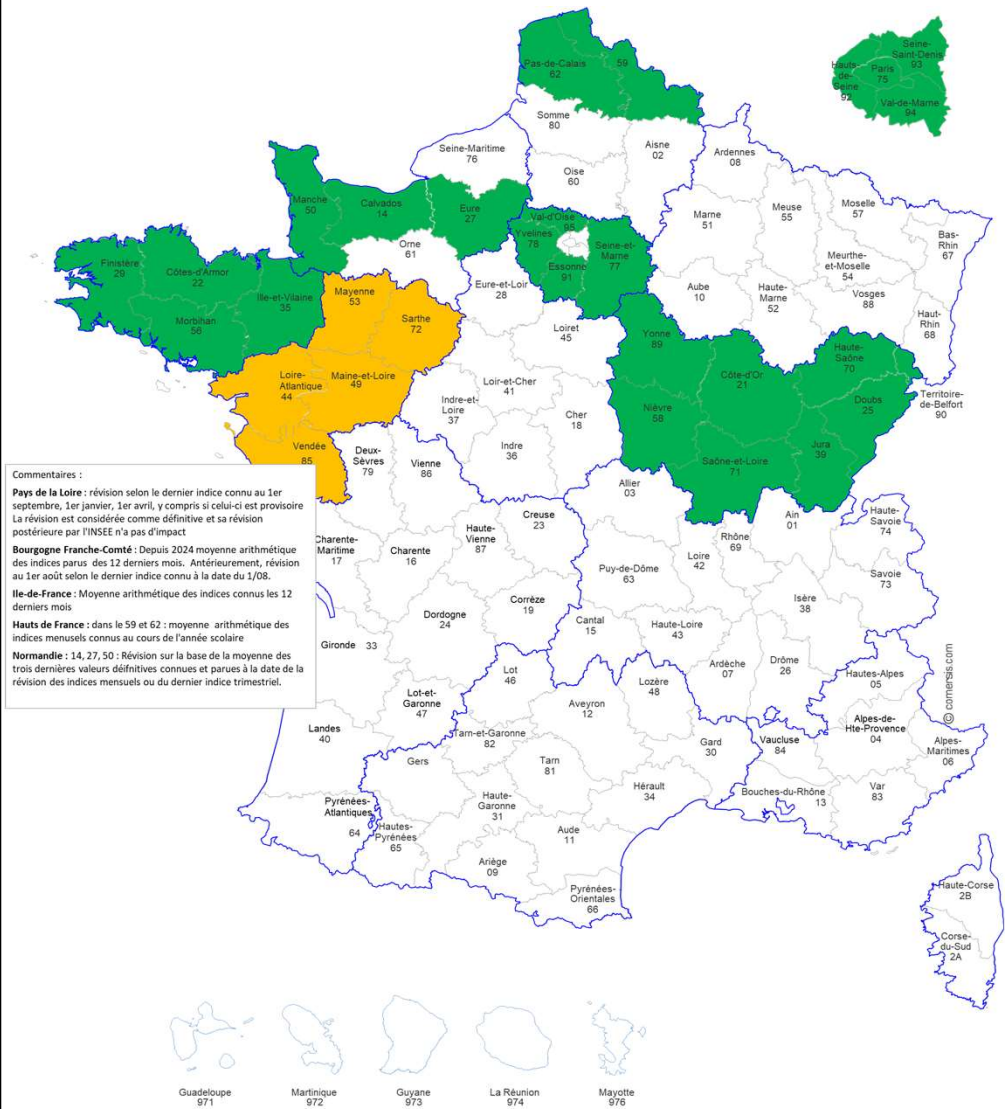 Seine-
Saint-Denis
93
Hauts-
de-
Seine
92
Paris
75
Val-de-Marne
94
Pas-de-Calais
62
59
Somme
80
Seine-Maritime
76
Oise
60
Aisne
02
Ardennes
08
Manche
50
Calvados
14
Eure
27
Orne
61
Val-d'Oise
95
Yvelines
78
Essonne
91
Seine-et-
Marne
77
Marne
51
Meuse
55
Moselle
57
Meurthe-
et-Moselle
54
Bas-
Rhin
67
Aube
10
Haute-
Marne
52
Vosges
88
Haut-
Rhin
68
Finistère
29
Côtes-d'Armor
22
Ille-et-Vilaine
35
Morbihan
56
Mayenne
53
Sarthe
72
Eure-et-Loir
28
Loiret
45
Yonne
89
Côte-d'Or
21
Haute-
Saône
70
Territoire-
de-Belfort
90
Doubs
25
Loire-
Atlantique
44
Maine-et-Loire
49
Indre-et-
Loire
37
Loir-et-Cher
41
Cher
18
Nièvre
58
Saône-et-Loire
71
Jura
39
Vendée
85
Deux-
Sèvres
79
Vienne
86
Indre
36
Allier
03
Ain
01
Haute-
Savoie
74
Commentaires :
Pays de la Loire : révision selon le dernier indice connu au 1er
septembre, 1er janvier, 1er avril, y compris si celui-ci est provisoire
La révision est considérée comme définitive et sa révision
postérieure par l'INSEE n'a pas d'impact
Bourgogne Franche-Comté : Depuis 2024 moyenne arithmétique
des indices parus des 12 derniers mois. Antérieurement, révision
au 1er août selon le dernier indice connu à la date du 1/08.
Ile-de-France : Moyenne arithmétique des indices connus les 12
derniers mois
Hauts de France : dans le 59 et 62 : moyenne arithmétique des
indices mensuels connus au cours de l'année scolaire
Normandie : 14, 27, 50 : Révision sur la base de la moyenne des
trois dernières valeurs déifnitives connues et parues à la date de la
révision des indices mensuels ou du dernier indice trimestriel.
Charente-
Maritime
17
Charente
16
Haute-
Vienne
87
Creuse
23
Puy-de-Dôme
63
Loire
42
Rhône
69
Savoie
73
Isère
38
Corrèze
19
Dordogne
24
Cantal
15
Haute-Loire
43
Ardèche
07
Drôme
26
Hautes-Alpes
05
Gironde 33
Lot
46
Lozère
48
Lot-et-
Garonne
47
Aveyron
12
Landes
40
Tarn-et-Garonne
82
Gard
30
Vaucluse
84
Alpes-de-
Hte-Provence
04
Alpes-
Maritimes
06
Gers
Tarn
81
Hérault
34
Bouches-du-Rhône
13
Var
83
Pyrénées-
Atlantiques
64
Hautes-
Pyrénées
65
Haute-
Garonne
31
Aude
11
Ariège
09
Pyrénées-
Orientales
66
Haute-Corse
2B
Corse-
du-Sud
2A
© comersis.com
Guadeloupe
971
Martinique
972
Guyane
973
La Réunion
974
Mayotte
976